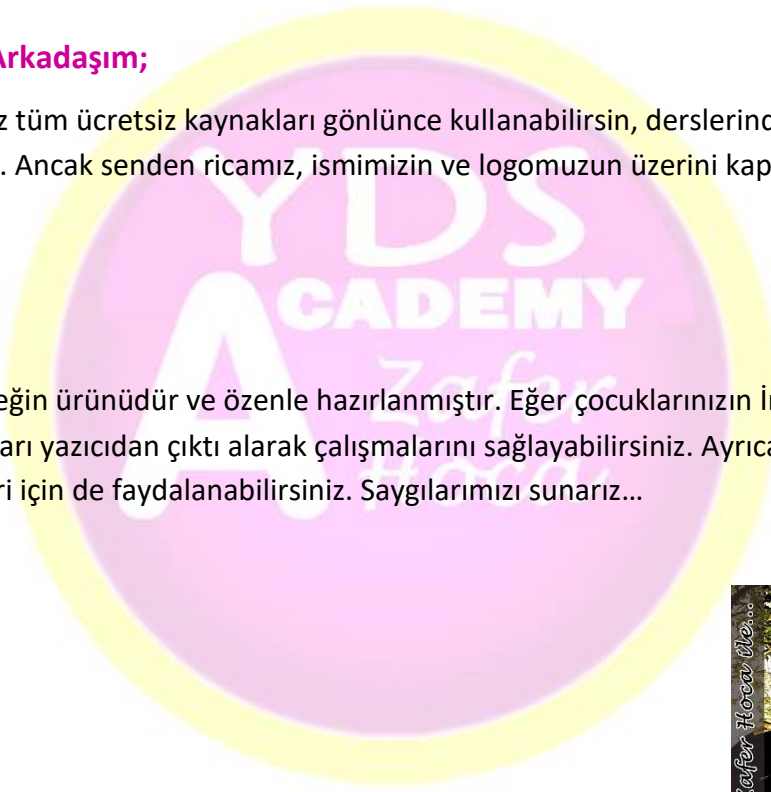 Arkadaşım;
z tüm ücretsiz kaynakları gönlünce kullanabilirsin, derslerind
. Ancak senden ricamız, ismimizin ve logomuzun üzerini kap
YDS
ACADEMY
Zafer
Hoca
eğin ürünüdür ve özenle hazırlanmıştır. Eğer çocuklarınızın İn
arı yazıcıdan çıktı alarak çalışmalarını sağlayabilirsiniz. Ayrıca
ri için de faydalanabilirsiniz. Saygılarımızı sunarız…
Zafer Hoca ile...